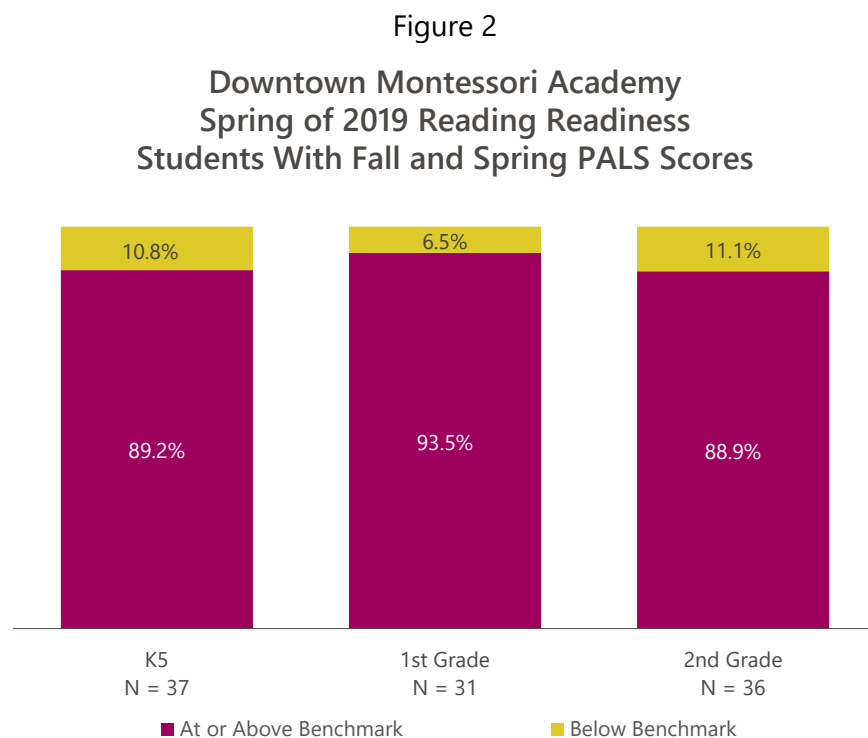 Figure 2
Downtown Montessori Academy
Spring of 2019 Reading Readiness
Students With Fall and Spring PALS Scores
10.8%
6.5%
11.1%
89.2%
93.5%
88.9%
K5
N = 37
1st Grade
N = 31
2nd Grade
N = 36
At or Above Benchmark
Below Benchmark